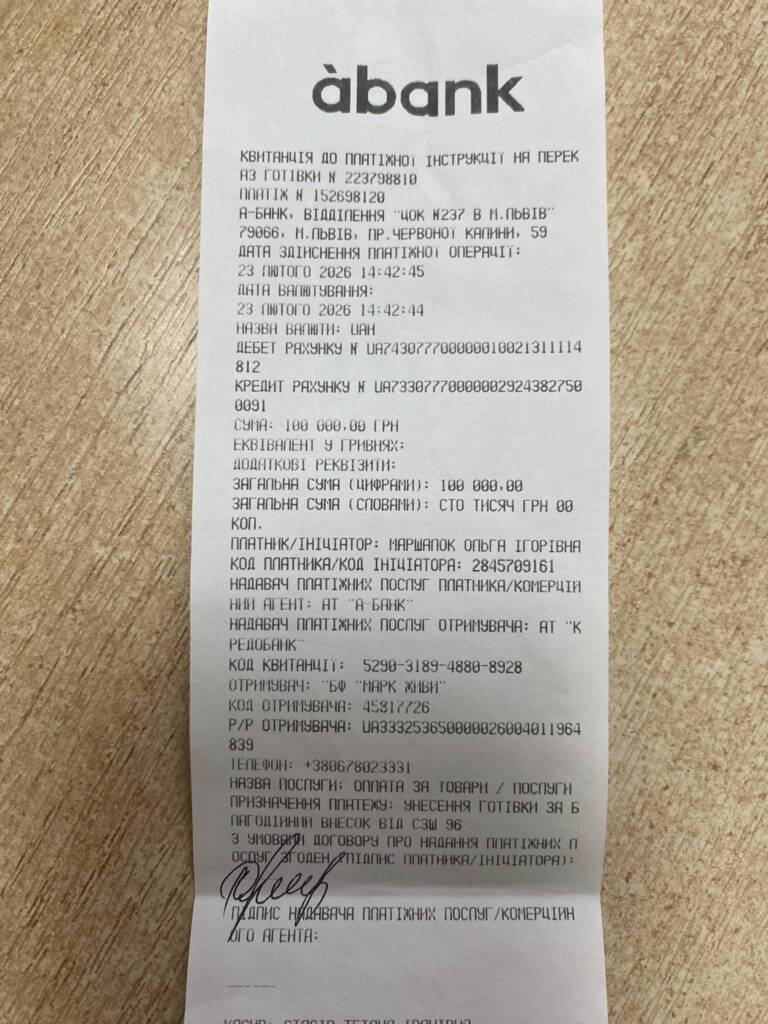 àbank
КВИТАНЦІЯ ДО ПЛАТІЖНОЇ ІНСТРУКЦІЇ НА ПЕРЕК
АЗ ГОТІВКИ N 223798810
ПЛАТІЖ N 152698120
А-БАНК, ВІДДІЛЕННЯ "ЦОК №237 В М.ЛЬВІВ"
79066, М.ЛЬВІВ, ПР.ЧЕРВОНОЇ КАЛИНИ, 59
ДАТА ЗДІЙСНЕННЯ ПЛАТІЖНОЇ ОПЕРАЦІЇ:
23 ЛЮТОГО 2026 14:42:45
ДАТА ВАЛЮТУВАННЯ:
23 ЛЮТОГО 2026 14:42:44
НАЗВА ВАЛЮТИ: UAH
ДЕБЕТ РАХУНКУ № UA743077700000010021311114
812
КРЕДИТ РАХУНКУ № UA73307770000002924382750
0091
СУМА: 100 000,00 ГРН
ЕКВІВАЛЕНТ У ГРИВНЯХ:
ДОДАТКОВІ РЕКВІЗИТИ:
ЗАГАЛЬНА СУМА (ЦИФРАМИ): 100 000,00
ЗАГАЛЬНА СУМА (СЛОВАМИ): СТО ТИСЯЧ ГРН 00
КОП.
ПЛАТНИК/ІНІЦІАТОР: МАРШАЛОК ОЛЬГА ІГОРІВНА
КОД ПЛАТНИКА/КОД ІНІЦІАТОРА: 2845709161
НАДАВАЧ ПЛАТІЖНИХ ПОСЛУГ ПЛАТНИКА/КОМЕРЦІЙ
НИЙ АГЕНТ: АТ "А-БАНК"
НАДАВАЧ ПЛАТІЖНИХ ПОСЛУГ ОТРИМУВАЧА: АТ "К
РЕДОБАНК"
КОД КВИТАНЦІЇ: 5290-3189-4880-8928
ОТРИМУВАЧ: "БФ "МАРК ЖИВИ"
КОД ОТРИМУВАЧА: 45817726
Р/Р ОТРИМУВАЧА: UA333253650000026004011964
839
ТЕЛЕФОН: +380678023331
НАЗВА ПОСЛУГИ: ОПЛАТА ЗА ТОВАРИ / ПОСЛУГИ
ПРИЗНАЧЕННЯ ПЛАТЕЖУ: УНЕСЕННЯ ГОТІВКИ ЗА Б
ЛАГОДІЙНИЙ ВНЕСОК ВІД СЗШ 96
З УМОВАМИ ДОГОВОРУ ПРО НАДАННЯ ПЛАТІЖНИХ П
ОСЛУГ ЗГОДЕН (ПІДПИС ПЛАТНИКА/ІНІЦІАТОРА):
ПІДПИС НАДАВАЧА ПЛАТІЖНИХ ПОСЛУГ/КОМЕРЦІЙН
ОГО АГЕНТА: